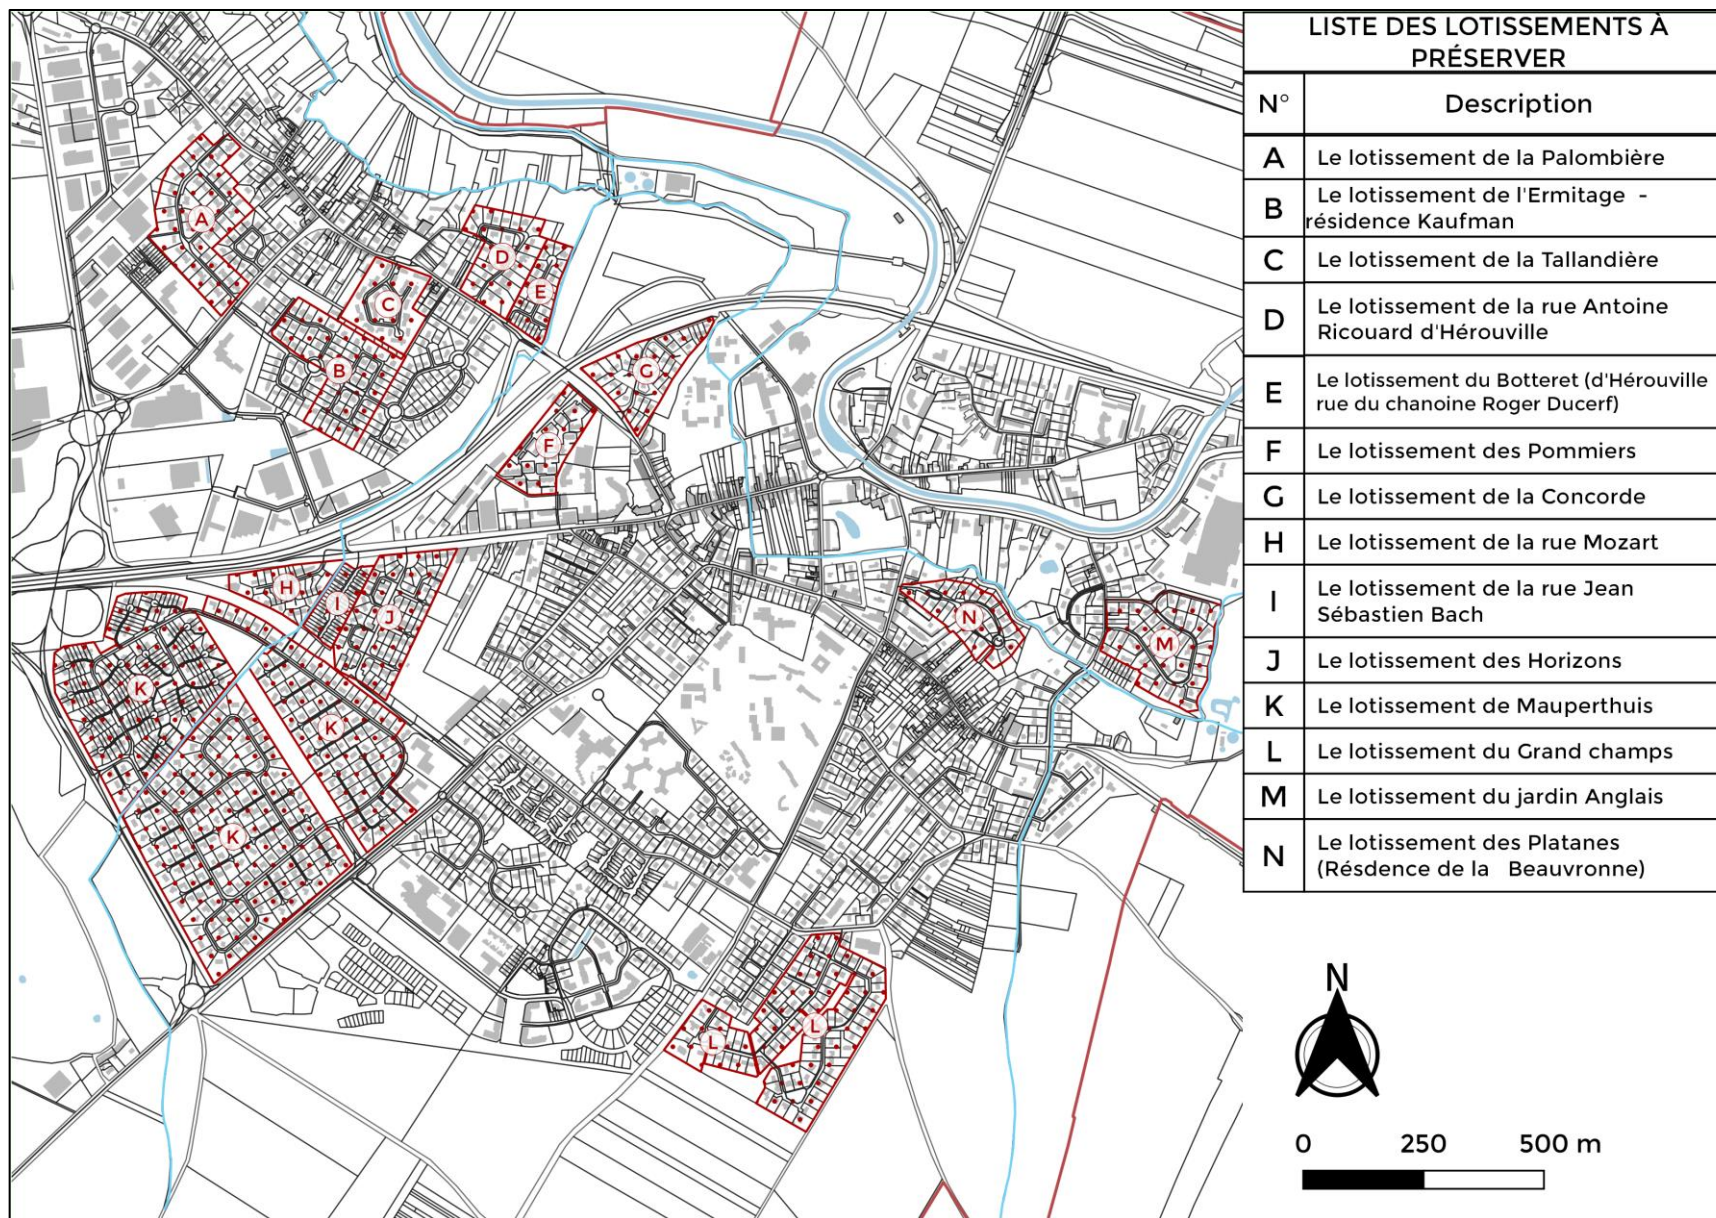 LISTE DES LOTISSEMENTS À
PRÉSERVER
N° Description
A Le lotissement de la Palombière
B Le lotissement de l'Ermitage -
résidence Kaufman
C Le lotissement de la Tallandière
D Le lotissement de la rue Antoine
Ricouard d'Hérouville
E Le lotissement du Botteret (d'Hérouville
rue du chanoine Roger Ducerf)
F Le lotissement des Pommiers
G Le lotissement de la Concorde
H Le lotissement de la rue Mozart
I Le lotissement de la rue Jean
Sébastien Bach
J Le lotissement des Horizons
K Le lotissement de Mauperthuis
L Le lotissement du Grand champs
M Le lotissement du jardin Anglais
N Le lotissement des Platanes
(Résdence de la Beauvronne)
A
D
E
C
B
G
F
H
I
J
N
M
K
K
K
L
L
N
0 250 500 m